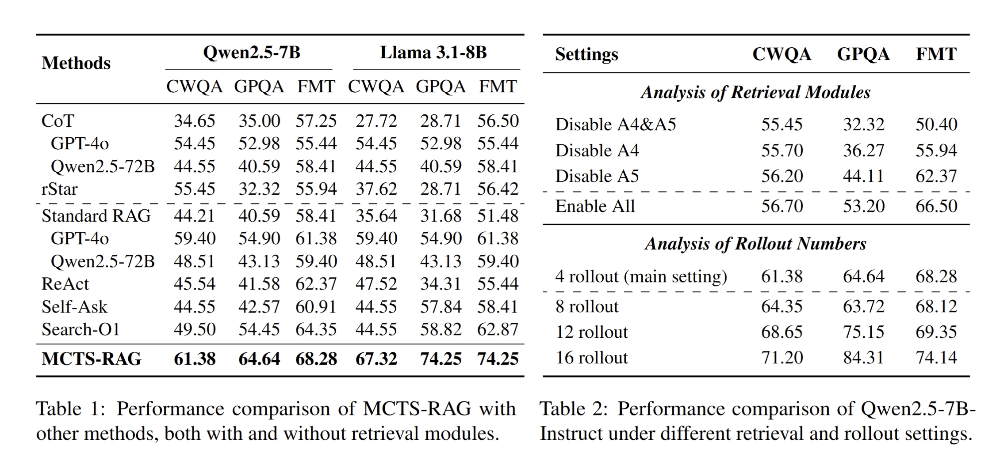 Methods Qwen2.5-7B Llama 3.1-8B
CWQA GPQA FMT CWQA GPQA FMT
CoT 34.65 35.00 57.25 27.72 28.71 56.50
GPT-4o 54.45 52.98 55.44 54.45 52.98 55.44
Qwen2.5-72B 44.55 40.59 58.41 44.55 40.59 58.41
rStar 55.45 32.32 55.94 37.62 28.71 56.42
Standard RAG 44.21 40.59 58.41 35.64 31.68 51.48
GPT-4o 59.40 54.90 61.38 59.40 54.90 61.38
Qwen2.5-72B 48.51 43.13 59.40 48.51 43.13 59.40
ReAct 45.54 41.58 62.37 47.52 34.31 55.44
Self-Ask 44.55 42.57 60.91 44.55 57.84 58.41
Search-O1 49.50 54.45 64.35 44.55 58.82 62.87
MCTS-RAG 61.38 64.64 68.28 67.32 74.25 74.25
Table 1: Performance comparison of MCTS-RAG with
other methods, both with and without retrieval modules.
Settings CWQA GPQA FMT
Analysis of Retrieval Modules
Disable A4&A5 55.45 32.32 50.40
Disable A4 55.70 36.27 55.94
Disable A5 56.20 44.11 62.37
Enable All 56.70 53.20 66.50
Analysis of Rollout Numbers
4 rollout (main setting) 61.38 64.64 68.28
8 rollout 64.35 63.72 68.12
12 rollout 68.65 75.15 69.35
16 rollout 71.20 84.31 74.14
Table 2: Performance comparison of Qwen2.5-7B-
Instruct under different retrieval and rollout settings.